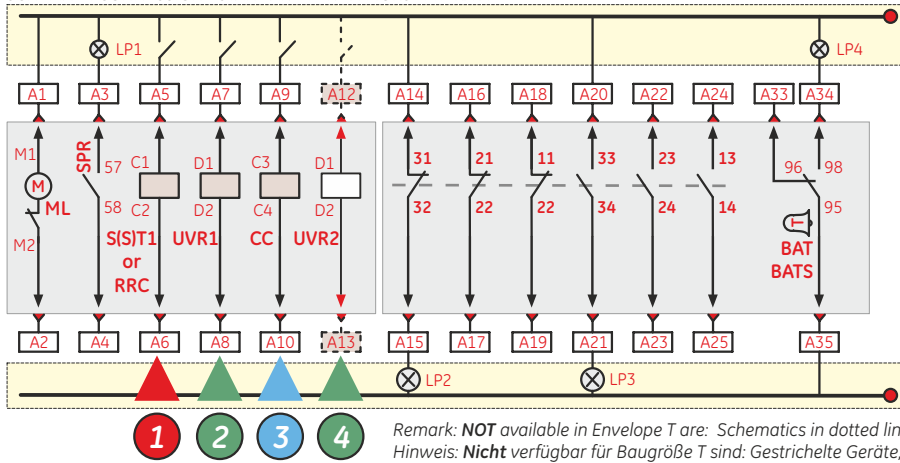 LP1 LP4
A1 A3 A5 A7 A9 A12 A14 A16 A18 A20 A22 A24 A33 A34
M1 SPR 57 C1 D1 C3 D1 31 21 11 33 23 13 96 98
M ML
58 C2 D2 C4 D2 32 22 22 34 24 14 95
M2 S(S)T1 UVR1 CC UVR2 T
or BAT
RRC BATS
A2 A4 A6 A8 A10 A13 A15 A17 A19 A21 A23 A25 A35
LP2 LP3
1 2 3 4
Remark: NOT available in Envelope T are: Schematics in dotted lin
Hinweis: Nicht verfügbar für Baugröße T sind: Gestrichelte Geräte,